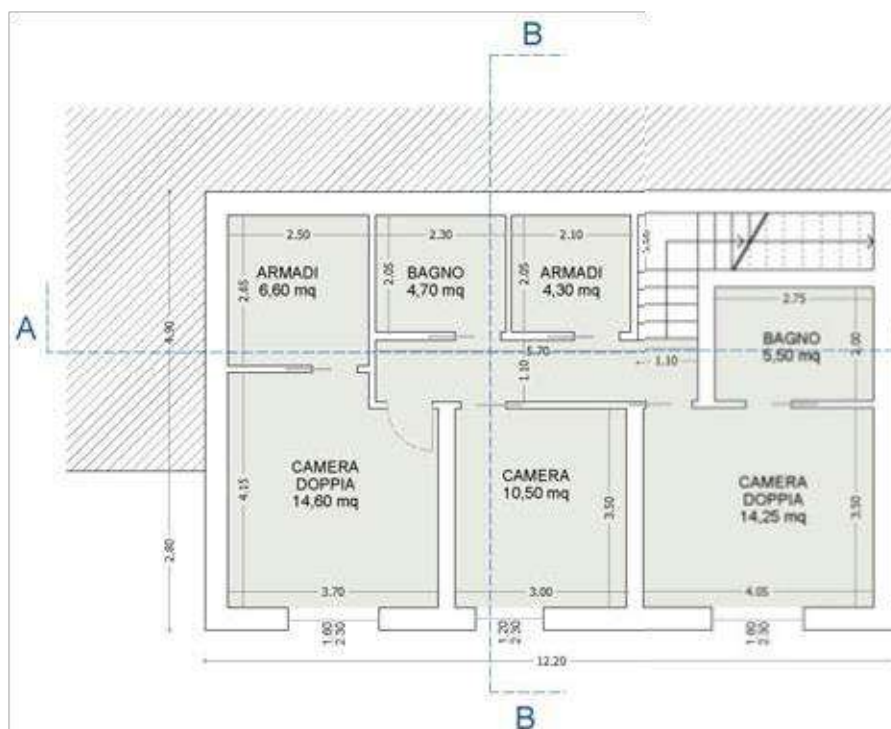 B
2.50
2.30
2.10
ARMADI
6,60 mq
2.65
BAGNO
4,70 mq
2.05
ARMADI
4,30 mq
2.05
2.75
BAGNO
5,50 mq
2.00
A
4.90
5.70
1.10
1.10
CAMERA
DOPPIA
14,60 mq
4.15
CAMERA
10,50 mq
3.50
CAMERA
DOPPIA
14,25 mq
3.50
2.80
3.70
3.00
4.05
1.60
2.30
1.20
2.30
1.60
2.30
12.20
B